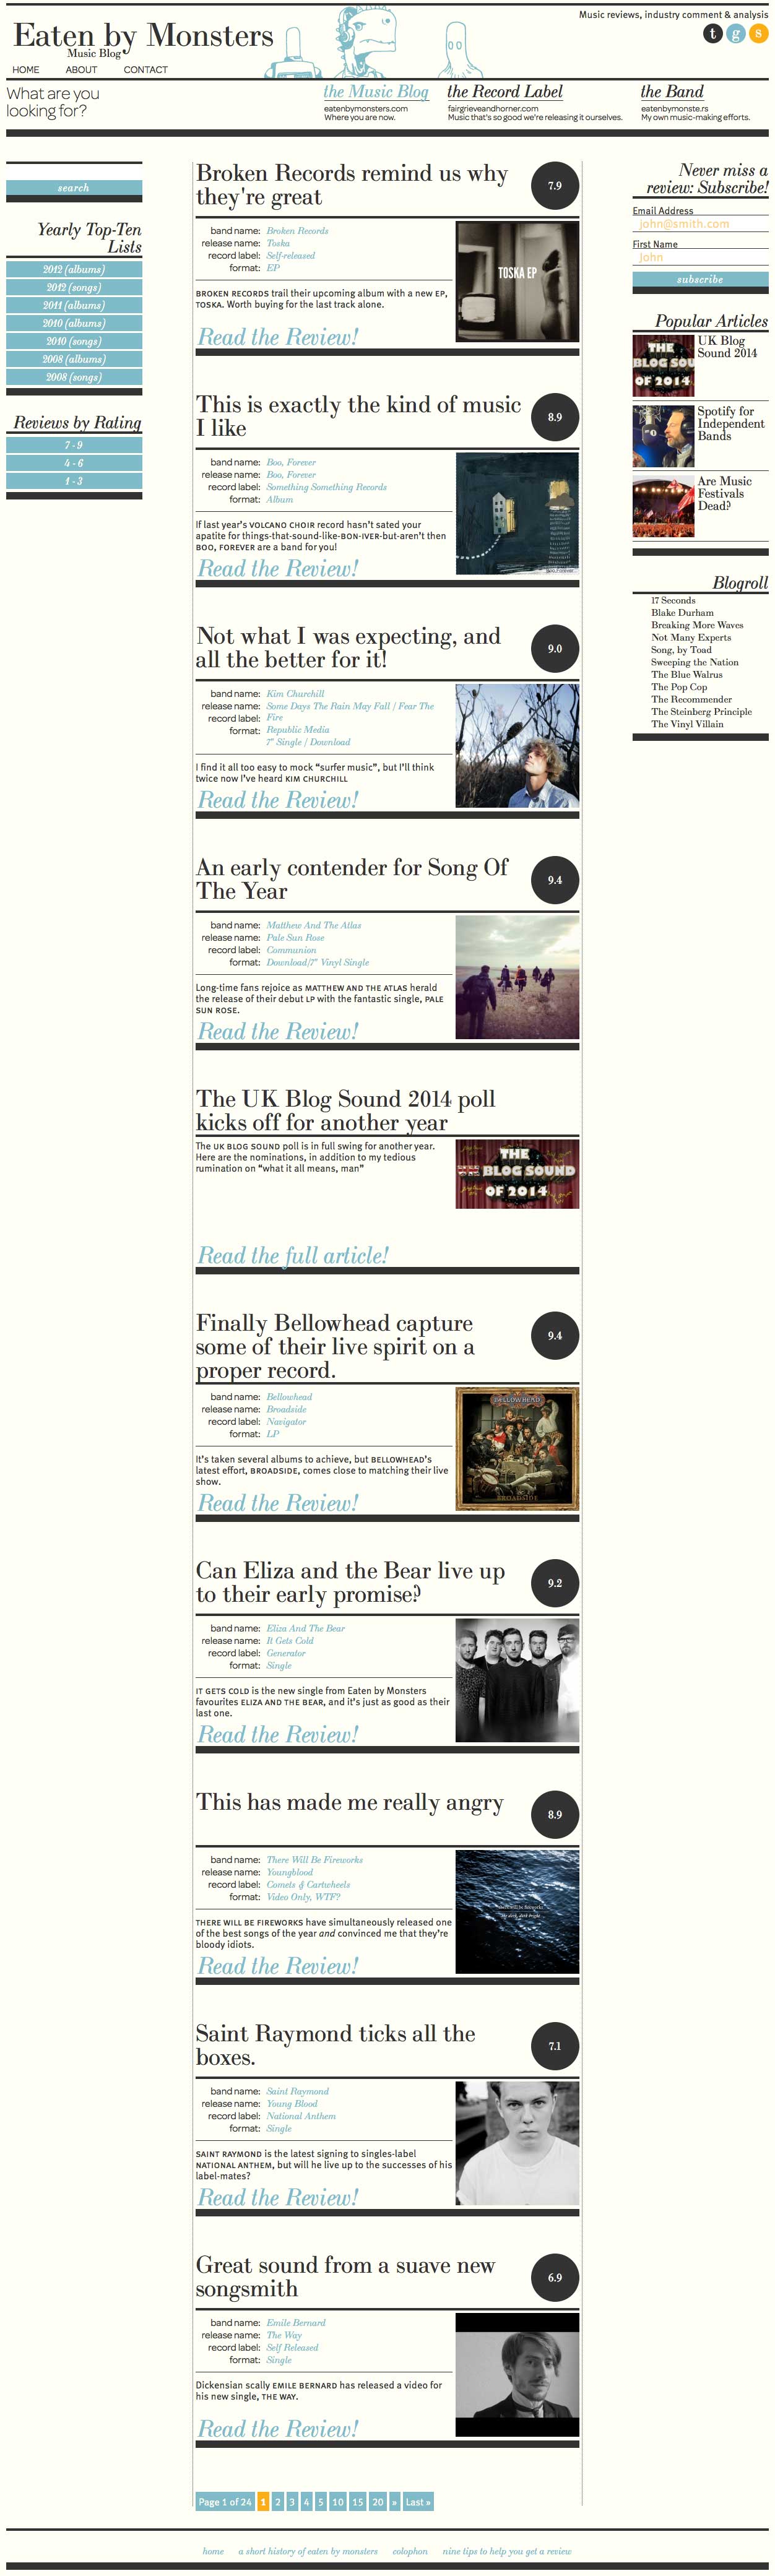 Eaten by Monsters
Music Blog
HOME ABOUT CONTACT
Music reviews, industry comment & analysis
t g s
What are you
looking for?
the Music Blog
eatenbymonsters.com
Where you are now.
the Record Label
fairgrieveandhorner.com
Music that's so good we're releasing it ourselves.
the Band
eatenbymonste.rs
My own music-making efforts.
search
Yearly Top-Ten
Lists
2012 (albums)
2012 (songs)
2011 (albums)
2010 (albums)
2010 (songs)
2008 (albums)
2008 (songs)
Reviews by Rating
7 - 9
4 - 6
1 - 3
Broken Records remind us why
they're great
7.9
band name: Broken Records
release name: Toska
record label: Self-released
format: EP
TOSKA EP
BROKEN RECORDS trail their upcoming album with a new EP,
TOSKA. Worth buying for the last track alone.
Read the Review!
This is exactly the kind of music
I like
8.9
band name: Boo, Forever
release name: Boo, Forever
record label: Something Something Records
format: Album
If last year's VOLCANO CHOIR record hasn't sated your
apatite for things-that-sound-like-BON-IVER-but-aren't then
BOO, FOREVER are a band for you!
Read the Review!
Not what I was expecting, and
all the better for it!
9.0
band name: Kim Churchill
release name: Some Days The Rain May Fall / Fear The
record label: Fire
format: Republic Media
7" Single / Download
I find it all too easy to mock "surfer music", but I'll think
twice now I've heard KIM CHURCHILL
Read the Review!
An early contender for Song Of
The Year
9.4
band name: Matthew And The Atlas
release name: Pale Sun Rose
record label: Communion
format: Download/7" Vinyl Single
Long-time fans rejoice as MATTHEW AND THE ATLAS herald
the release of their debut LP with the fantastic single, PALE
SUN ROSE.
Read the Review!
The UK Blog Sound 2014 poll
kicks off for another year
The UK BLOG SOUND poll is in full swing for another year.
Here are the nominations, in addition to my tedious
rumination on "what it all means, man"
THE
BLOG SOUND
OF 2014
Read the full article!
Finally Bellowhead capture
some of their live spirit on a
proper record.
9.4
band name: Bellowhead
release name: Broadside
record label: Navigator
format: LP
BELLOWHEAD
BROADSIDE
It's taken several albums to achieve, but BELLOWHEAD's
latest effort, BROADSIDE, comes close to matching their live
show.
Read the Review!
Can Eliza and the Bear live up
to their early promise?
9.2
band name: Eliza And The Bear
release name: It Gets Cold
record label: Generator
format: Single
IT GETS COLD is the new single from Eaten by Monsters
favourites ELIZA AND THE BEAR, and it's just as good as their
last one.
Read the Review!
This has made me really angry
8.9
band name: There Will Be Fireworks
release name: Youngblood
record label: Comets & Cartwheels
format: Video Only, WTF?
THERE WILL BE FIREWORKS have simultaneously released one
of the best songs of the year and convinced me that they're
bloody idiots.
Read the Review!
Saint Raymond ticks all the
boxes.
7.1
band name: Saint Raymond
release name: Young Blood
record label: National Anthem
format: Single
SAINT RAYMOND is the latest signing to singles-label
NATIONAL ANTHEM, but will he live up to the successes of his
label-mates?
Read the Review!
Great sound from a suave new
songsmith
6.9
band name: Emile Bernard
release name: The Way
record label: Self Released
format: Single
Dickensian scally EMILE BERNARD has released a video for
his new single, THE WAY.
Read the Review!
Page 1 of 24 1 2 3 4 5 10 15 20 » Last »
Never miss a
review: Subscribe!
Email Address
john@smith.com
First Name
John
subscribe
Popular Articles
THE
BLOG SOU
OF 2014
UK Blog
Sound 2014
Spotify for
Independent
Bands
Are Music
Festivals
Dead?
Blogroll
17 Seconds
Blake Durham
Breaking More Waves
Not Many Experts
Song, by Toad
Sweeping the Nation
The Blue Walrus
The Pop Cop
The Recommender
The Steinberg Principle
The Vinyl Villain
home a short history of eaten by monsters colophon nine tips to help you get a review